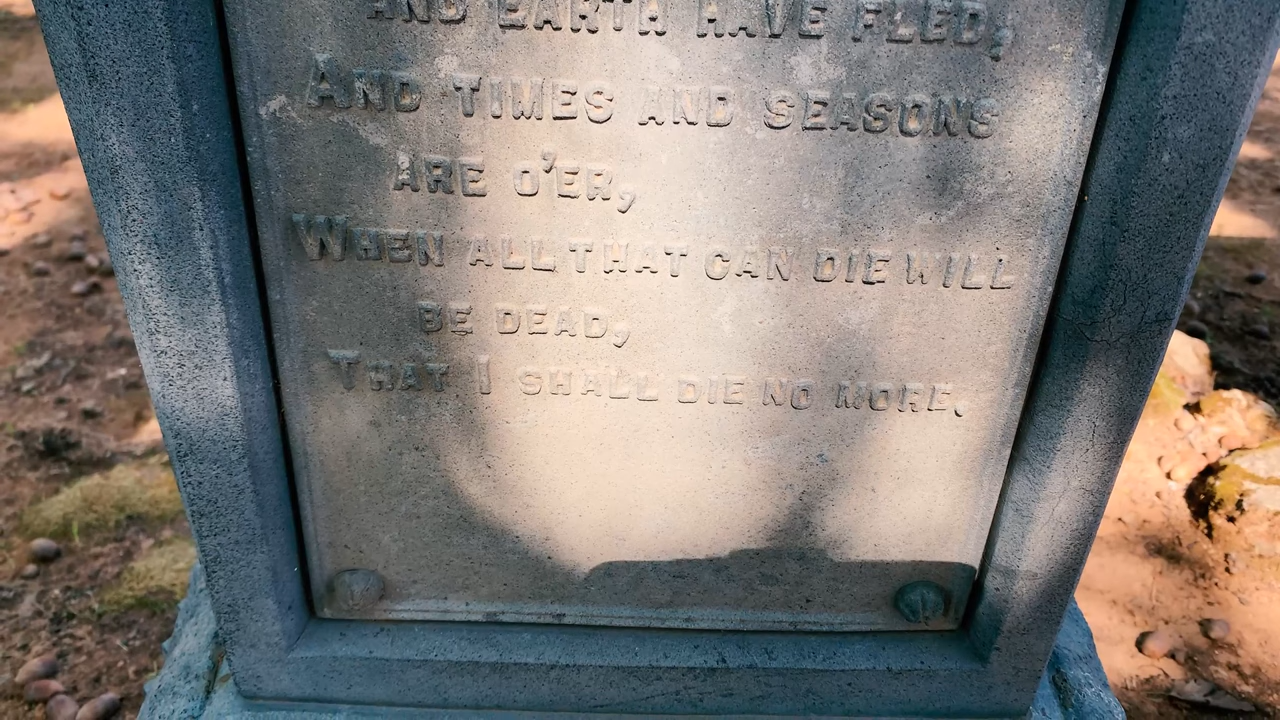 AND EARTH HAVE FLED,
AND TIMES AND SEASONS
ARE O'ER,
WHEN ALL THAT CAN DIE WILL
BE DEAD,
THAT I SHALL DIE NO MORE.